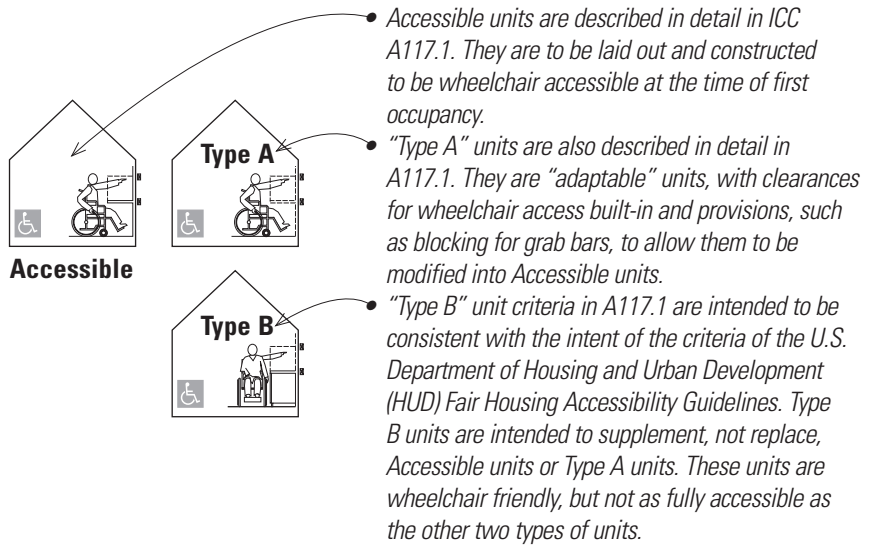 • Accessible units are described in detail in ICC
A117.1. They are to be laid out and constructed
to be wheelchair accessible at the time of first
occupancy.
• “Type A” units are also described in detail in
A117.1. They are “adaptable” units, with clearances
for wheelchair access built-in and provisions, such
as blocking for grab bars, to allow them to be
modified into Accessible units.
• “Type B” unit criteria in A117.1 are intended to be
consistent with the intent of the criteria of the U.S.
Department of Housing and Urban Development
(HUD) Fair Housing Accessibility Guidelines. Type
B units are intended to supplement, not replace,
Accessible units or Type A units. These units are
wheelchair friendly, but not as fully accessible as
the other two types of units.
Accessible
Type A
Type B